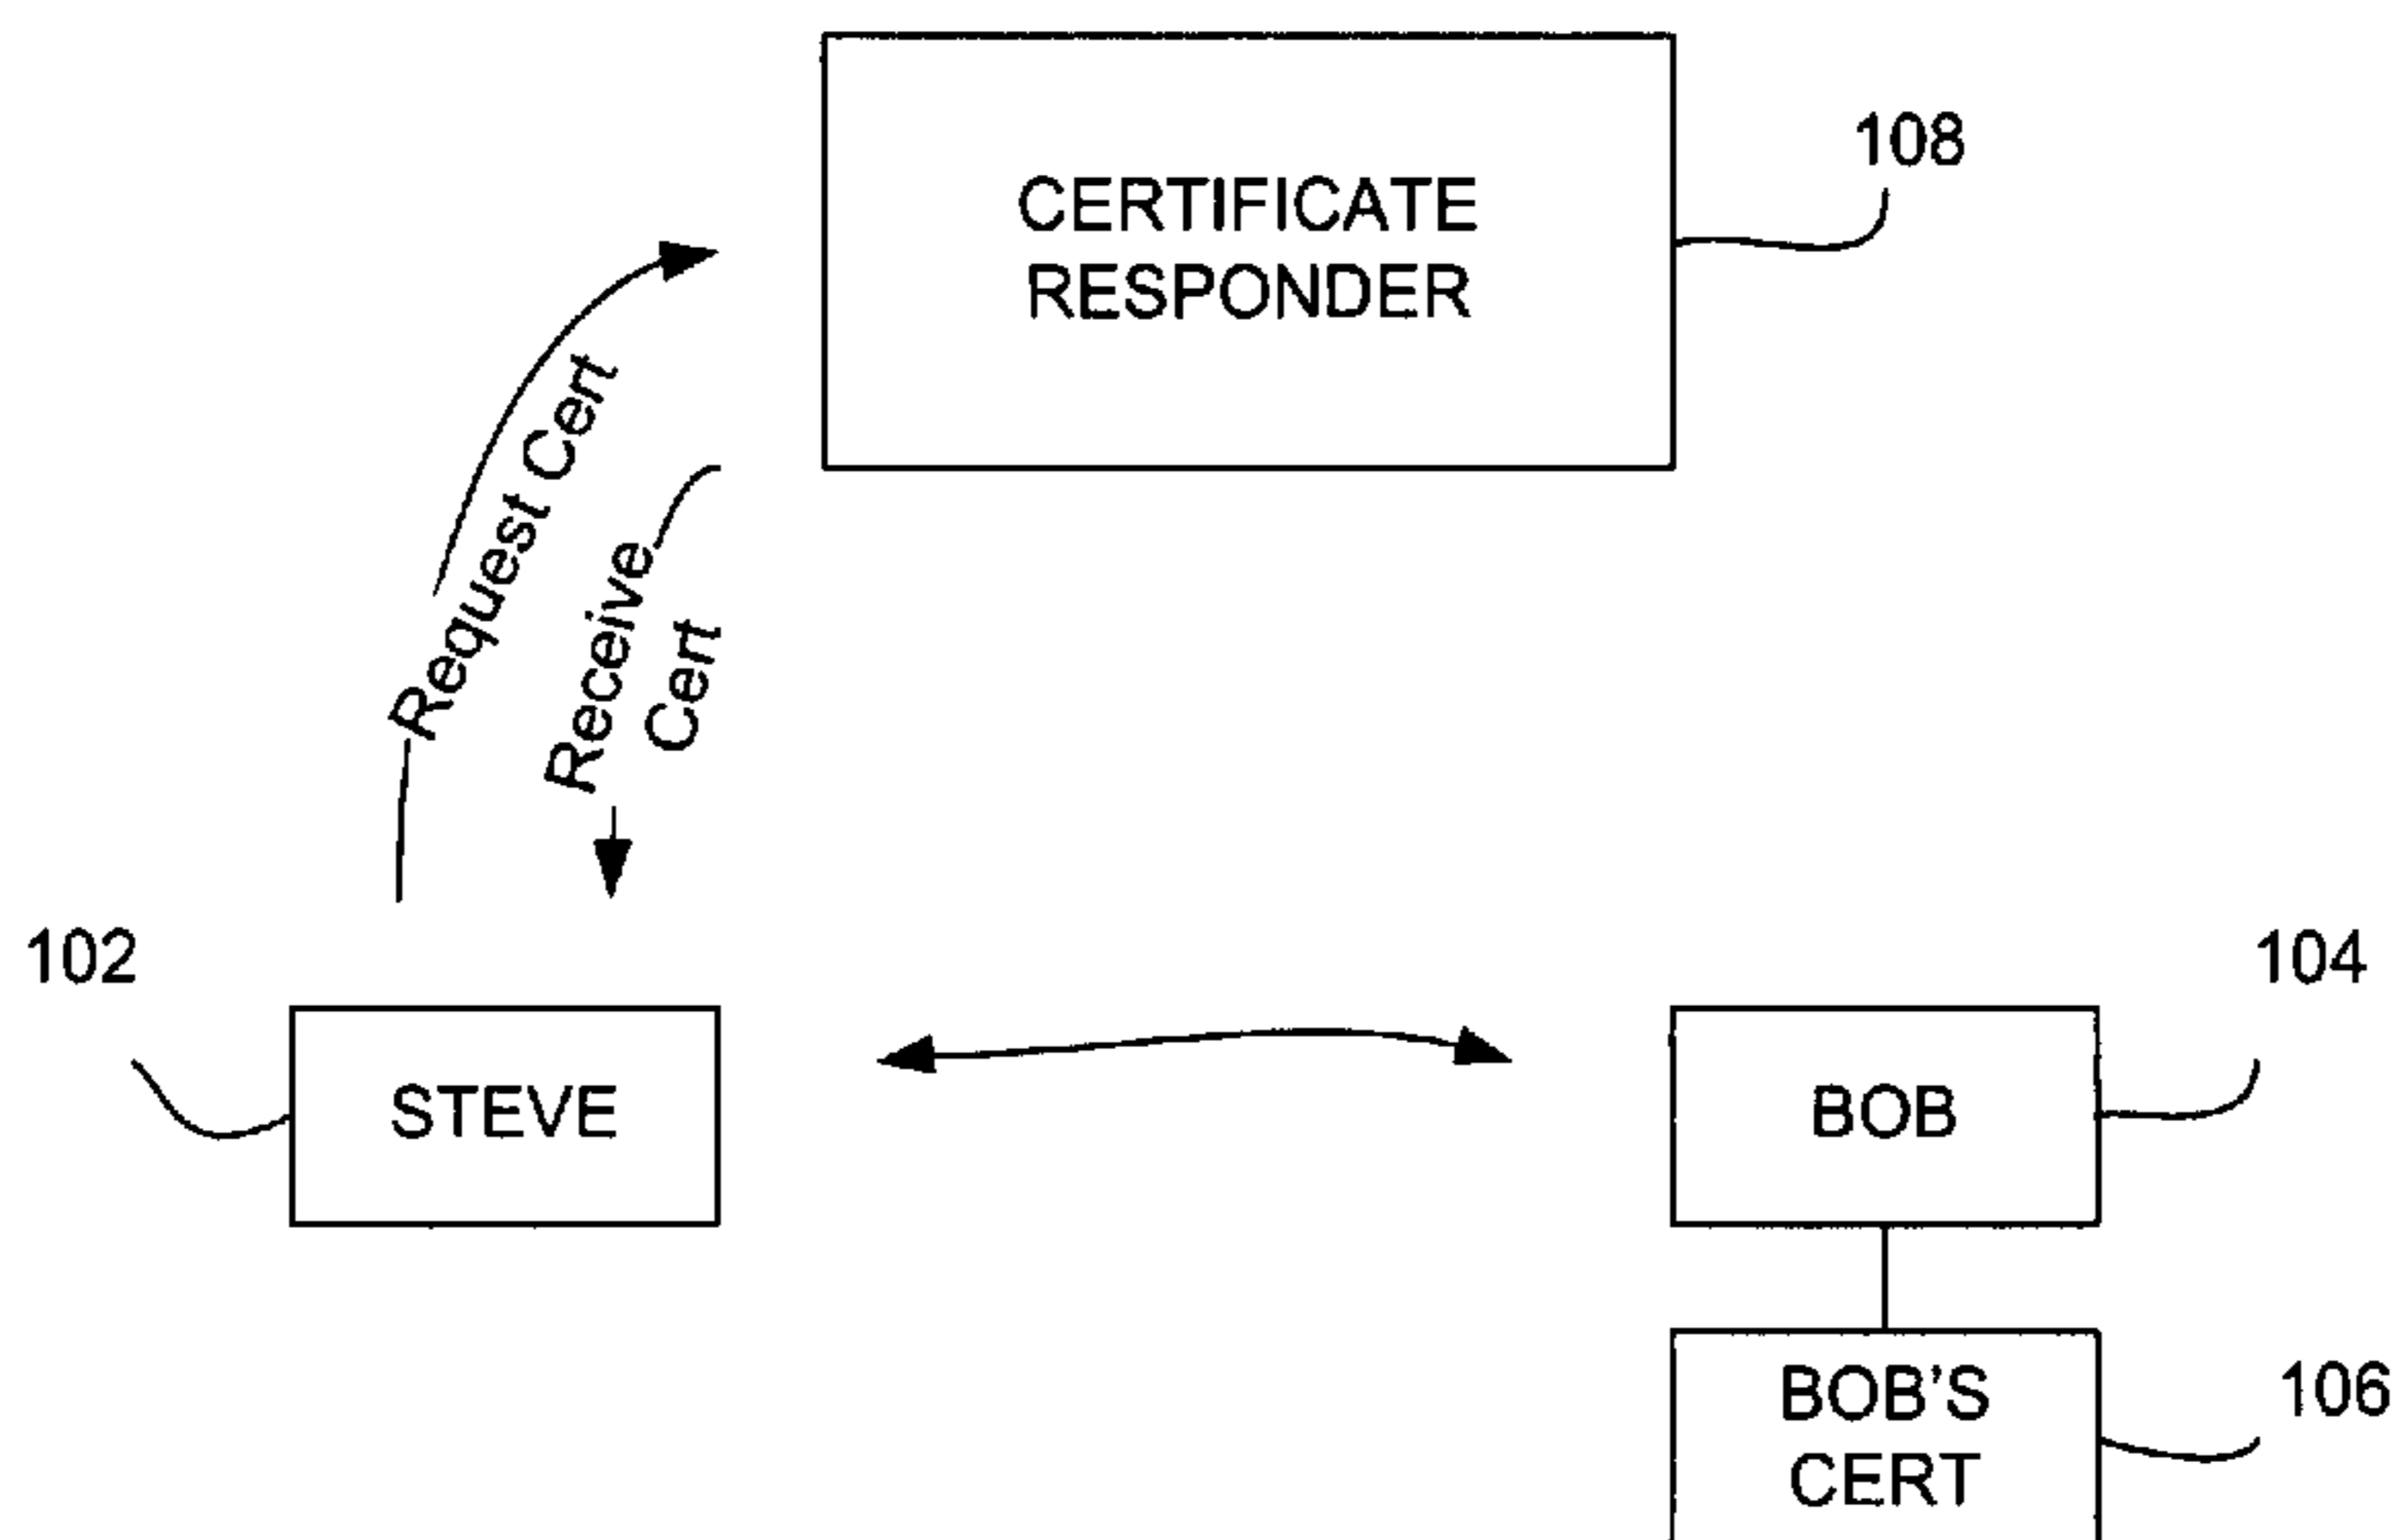 CERTIFICATE
RESPONDER
108
Request Cert
Receive
Cert
102
STEVE
104
BOB
BOB'S
CERT
106